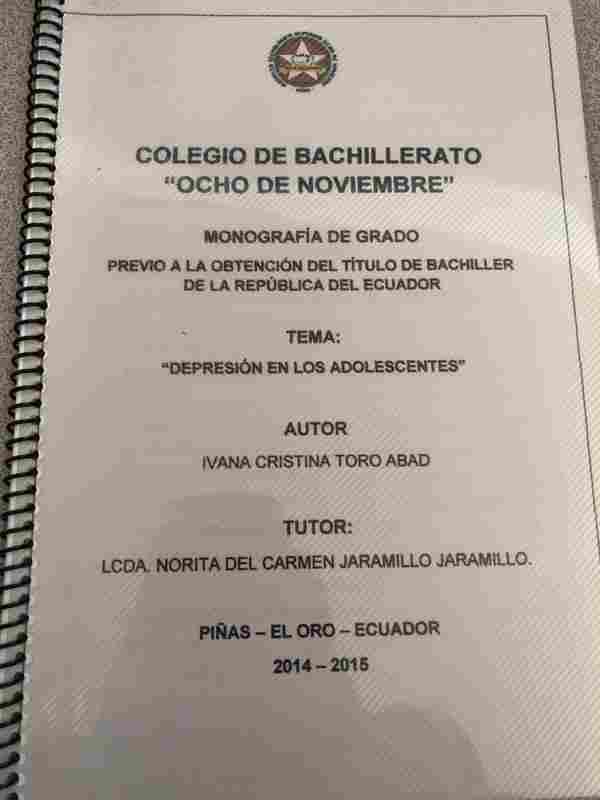 COLEGIO DE BACHILLERATO
“OCHO DE NOVIEMBRE”
MONOGRAFÍA DE GRADO
PREVIO A LA OBTENCIÓN DEL TÍTULO DE BACHILLER
DE LA REPÚBLICA DEL ECUADOR
TEMA:
“DEPRESIÓN EN LOS ADOLESCENTES”
AUTOR
IVANA CRISTINA TORO ABAD
TUTOR:
LCDA. NORITA DEL CARMEN JARAMILLO JARAMILLO.
PIÑAS – EL ORO – ECUADOR
2014 – 2015